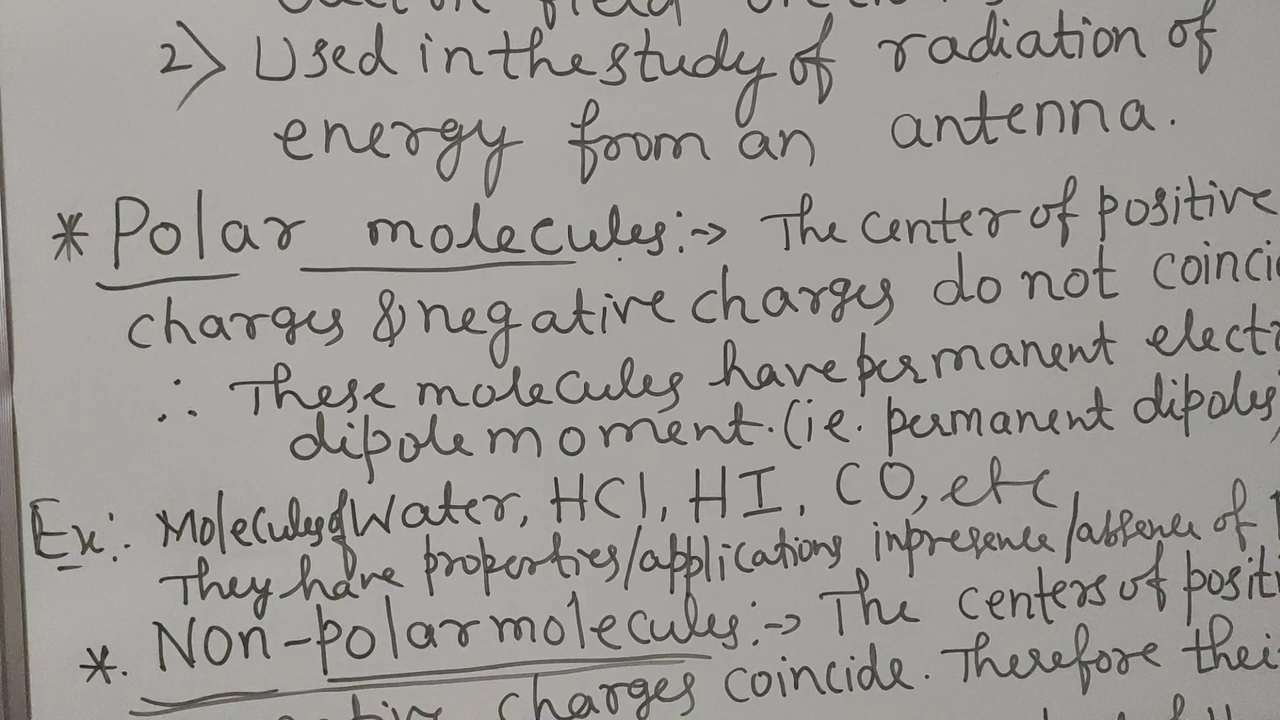 2) Used in the study of radiation of
energy from an antenna.
* Polar molecules:→ The center of positive
charges & negative charges do not coinci
∴ These molecules have permanent electr
dipole moment. (ie. permanent dipoles)
Ex:. Molecules of Water, HCl, HI, CO, etc
They have properties/applications in presence/absence of
*. Non-polar molecules:→ The centers of positi
charges coincide. Therefore thei